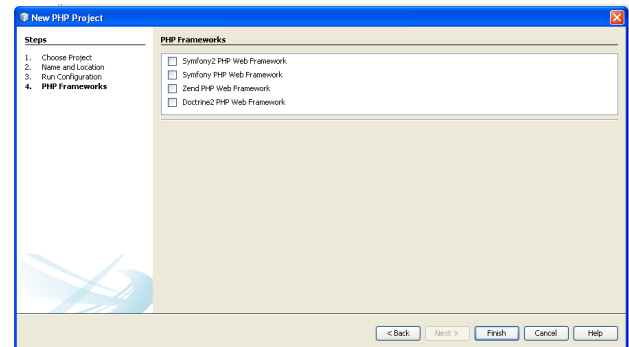 New PHP Project
Steps
1. Choose Project
2. Name and Location
3. Run Configuration
4. PHP Frameworks
PHP Frameworks
Symfony2 PHP Web Framework
Symfony PHP Web Framework
Zend PHP Web Framework
Doctrine2 PHP Web Framework
< Back Next > Finish Cancel Help